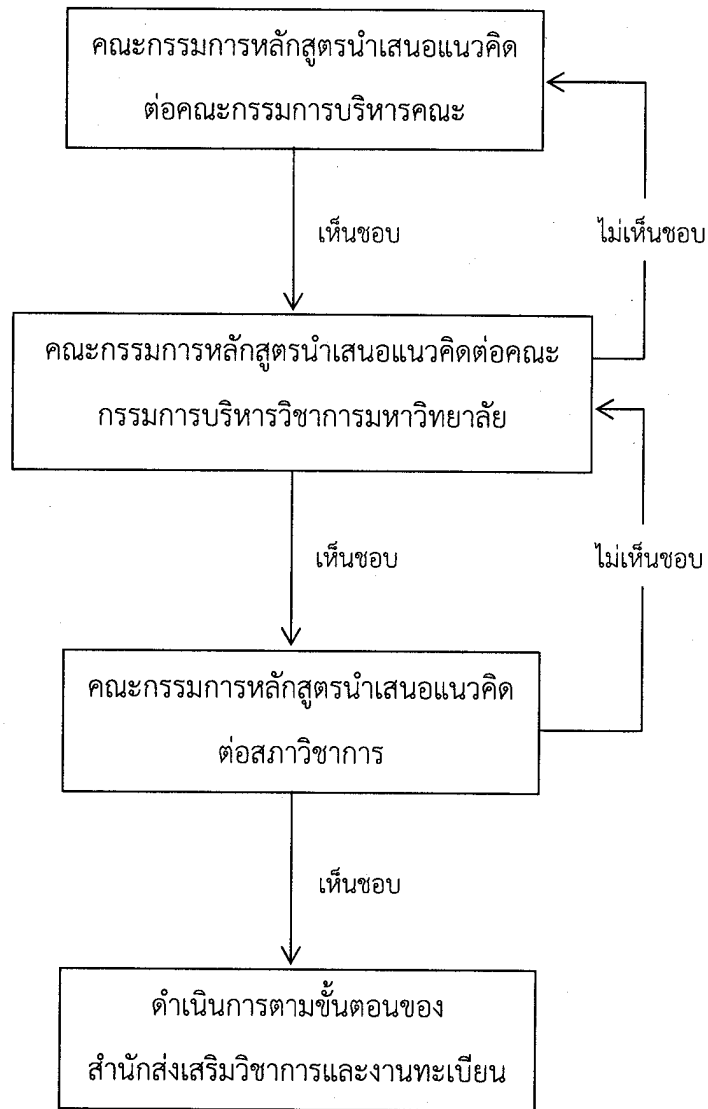 คณะกรรมการหลักสูตรนำเสนอแนวคิด
ต่อคณะกรรมการบริหารคณะ
เห็นชอบ
ไม่เห็นชอบ
คณะกรรมการหลักสูตรนำเสนอแนวคิดต่อคณะ
กรรมการบริหารวิชาการมหาวิทยาลัย
เห็นชอบ
ไม่เห็นชอบ
คณะกรรมการหลักสูตรนำเสนอแนวคิด
ต่อสภาวิชาการ
เห็นชอบ
ดำเนินการตามขั้นตอนของ
สำนักส่งเสริมวิชาการและงานทะเบียน